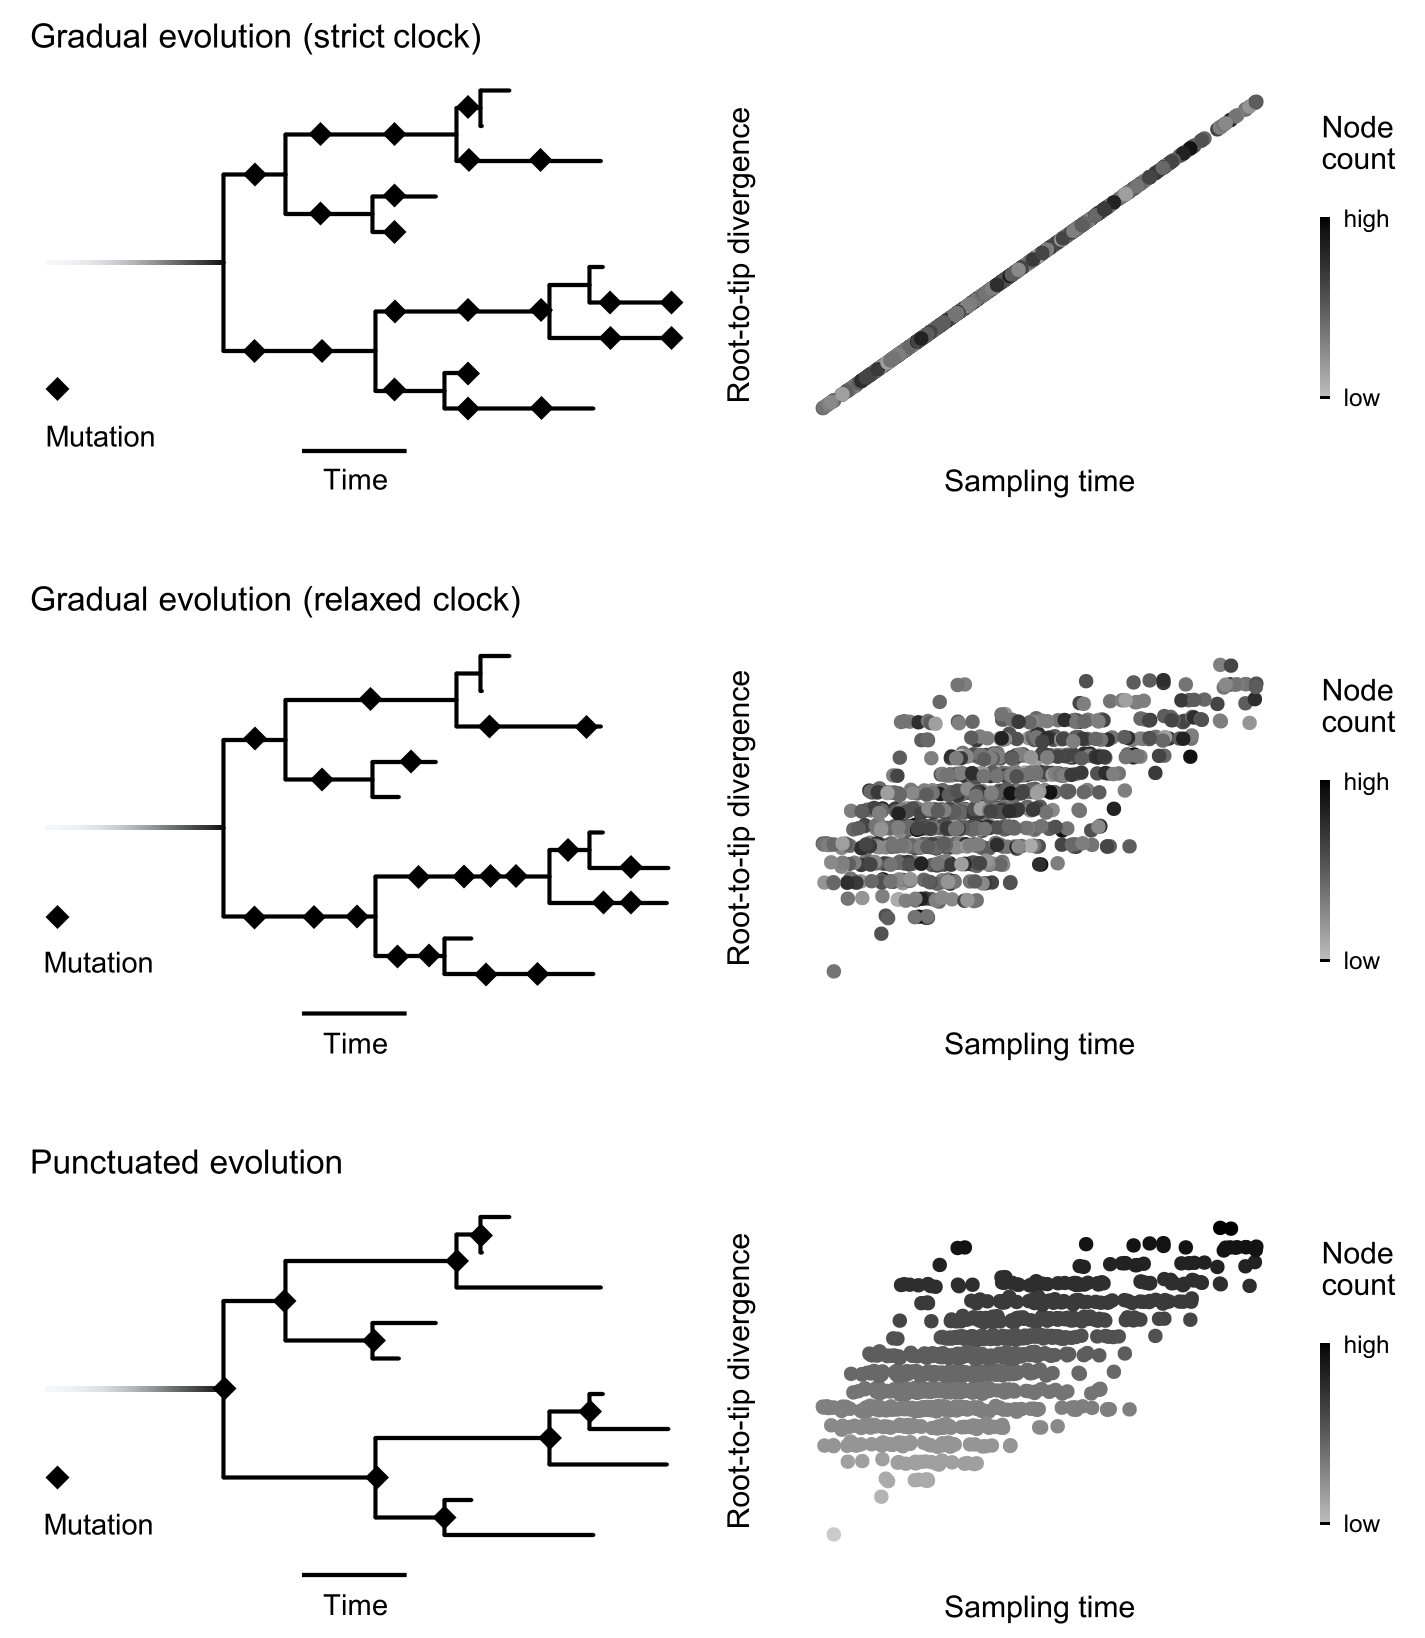 Gradual evolution (strict clock)
Root-to-tip divergence
Node
count
high
low
Mutation
Time
Sampling time
Gradual evolution (relaxed clock)
Root-to-tip divergence
Node
count
high
low
Mutation
Time
Sampling time
Punctuated evolution
Root-to-tip divergence
Node
count
high
low
Mutation
Time
Sampling time